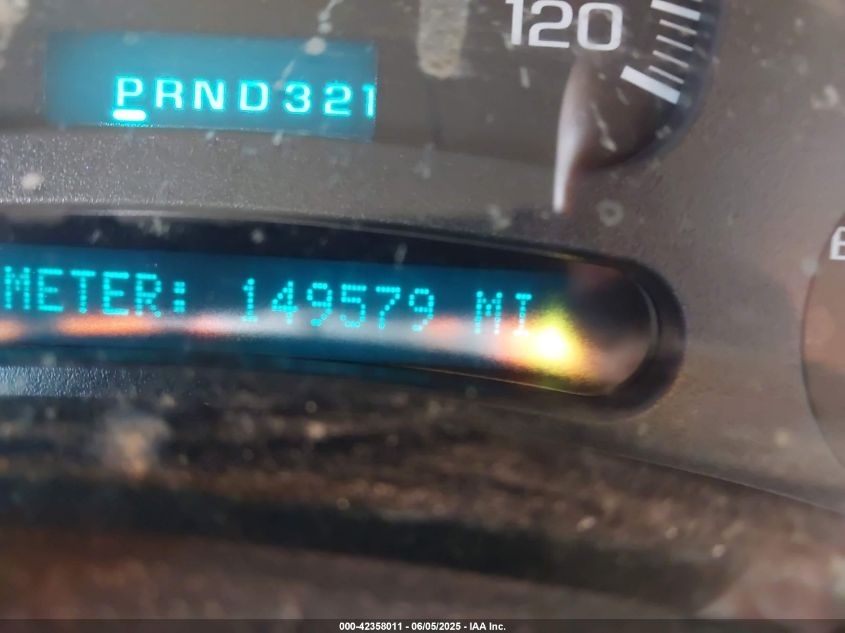 120
PRND321
METER: 149579 MI
E
000-42358011 - 06/05/2025 - IAA Inc.